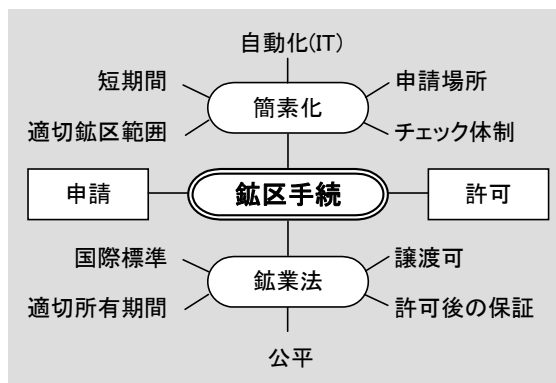 自動化(IT)
短期間
申請場所
簡素化
適切鉱区範囲
チェック体制
申請
鉱区手続
許可
国際標準
譲渡可
鉱業法
適切所有期間
許可後の保証
公平